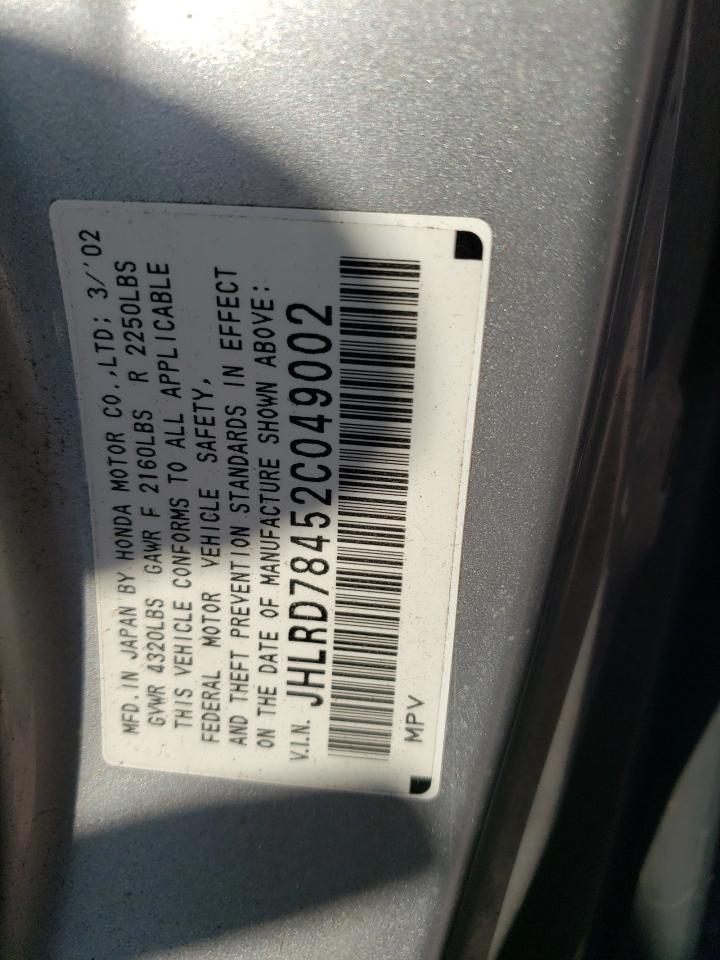 MFD. IN JAPAN BY HONDA MOTOR CO.,LTD; 3/'02
GVWR 4320LBS GAWR F 2160LBS R 2250LBS
THIS VEHICLE CONFORMS TO ALL APPLICABLE
FEDERAL MOTOR VEHICLE SAFETY,
AND THEFT PREVENTION STANDARDS IN EFFECT
ON THE DATE OF MANUFACTURE SHOWN ABOVE:
V.I.N. JHLRD78452C049002
MPV